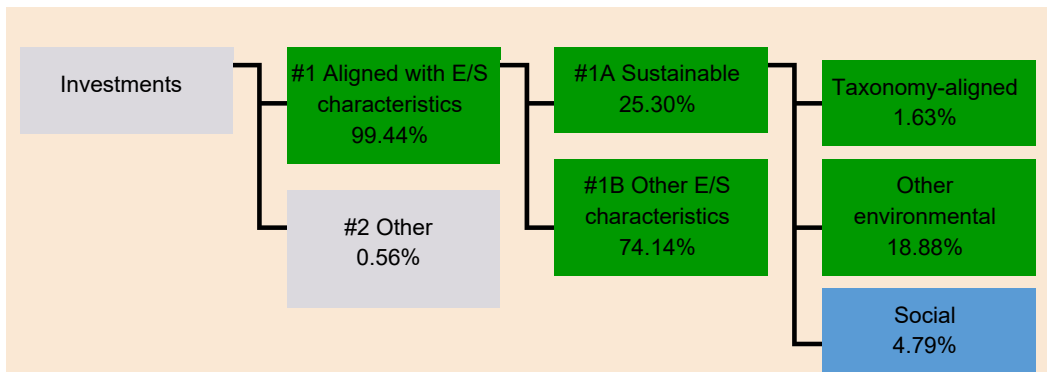 Investments
#1 Aligned with E/S
characteristics
99.44%
#2 Other
0.56%
#1A Sustainable
25.30%
#1B Other E/S
characteristics
74.14%
Taxonomy-aligned
1.63%
Other
environmental
18.88%
Social
4.79%